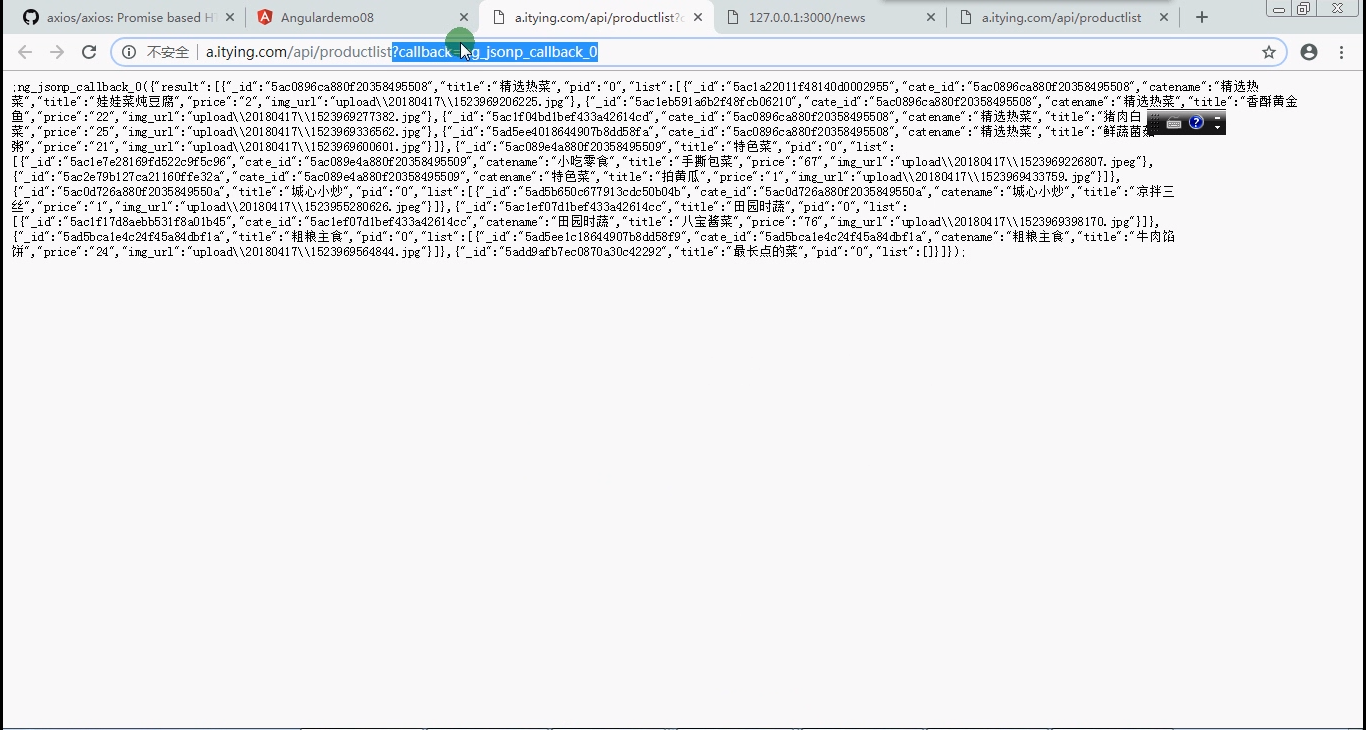 axios/axios: Promise based HT
Angulardemo08
a.itying.com/api/productlist?c
127.0.0.1:3000/news
a.itying.com/api/productlist
不安全
a.itying.com/api/productlist?callback=ng_jsonp_callback_0
;ng_jsonp_callback_0({"result":[{"_id":"5ac0896ca880f20358495508","title":"精选热菜","pid":"0","list":[{"_id":"5ac1a22011f48140d0002955","cate_id":"5ac0896ca880f20358495508","catename":"精选热
菜","title":"娃娃菜炖豆腐","price":"2","img_url":"upload\\20180417\\1523969206225.jpg"},{"_id":"5ac1eb591a6b2f48fcb06210","cate_id":"5ac0896ca880f20358495508","catename":"精选热菜","title":"香酥黄金
鱼","price":"22","img_url":"upload\\20180417\\1523969277382.jpg"},{"_id":"5ac1f04bd1bef433a42614cd","cate_id":"5ac0896ca880f20358495508","catename":"精选热菜","title":"猪肉白
菜","price":"25","img_url":"upload\\20180417\\1523969336562.jpg"},{"_id":"5ad5ee4018644907b8dd58fa","cate_id":"5ac0896ca880f20358495508","catename":"精选热菜","title":"鲜蔬菌菇
粥","price":"21","img_url":"upload\\20180417\\1523969600601.jpg"}]},{"_id":"5ac089e4a880f20358495509","title":"特色菜","pid":"0","list":
[{"_id":"5ac1e7e28169fd522c9f5c96","cate_id":"5ac089e4a880f20358495509","catename":"小吃零食","title":"手撕包菜","price":"67","img_url":"upload\\20180417\\1523969226807.jpeg"},
{"_id":"5ac2e79b127ca21160ffe32a","cate_id":"5ac089e4a880f20358495509","catename":"特色菜","title":"拍黄瓜","price":"1","img_url":"upload\\20180417\\1523969433759.jpg"}]},
{"_id":"5ac0d726a880f2035849550a","title":"城心小炒","pid":"0","list":[{"_id":"5ad5b650c677913cdc50b04b","cate_id":"5ac0d726a880f2035849550a","catename":"城心小炒","title":"凉拌三
丝","price":"1","img_url":"upload\\20180417\\1523955280626.jpeg"}]},{"_id":"5ac1ef07d1bef433a42614cc","title":"田园时蔬","pid":"0","list":
[{"_id":"5ac1f17d8aebb531f8a01b45","cate_id":"5ac1ef07d1bef433a42614cc","catename":"田园时蔬","title":"八宝酱菜","price":"76","img_url":"upload\\20180417\\1523969398170.jpg"}]},
{"_id":"5ad5bca1e4c24f45a84dbf1a","title":"粗粮主食","pid":"0","list":[{"_id":"5ad5ee1c18644907b8dd58f9","cate_id":"5ad5bca1e4c24f45a84dbf1a","catename":"粗粮主食","title":"牛肉馅
饼","price":"24","img_url":"upload\\20180417\\1523969564844.jpg"}]},{"_id":"5add9afb7ec0870a30c42292","title":"最长点的菜","pid":"0","list":[]}]});